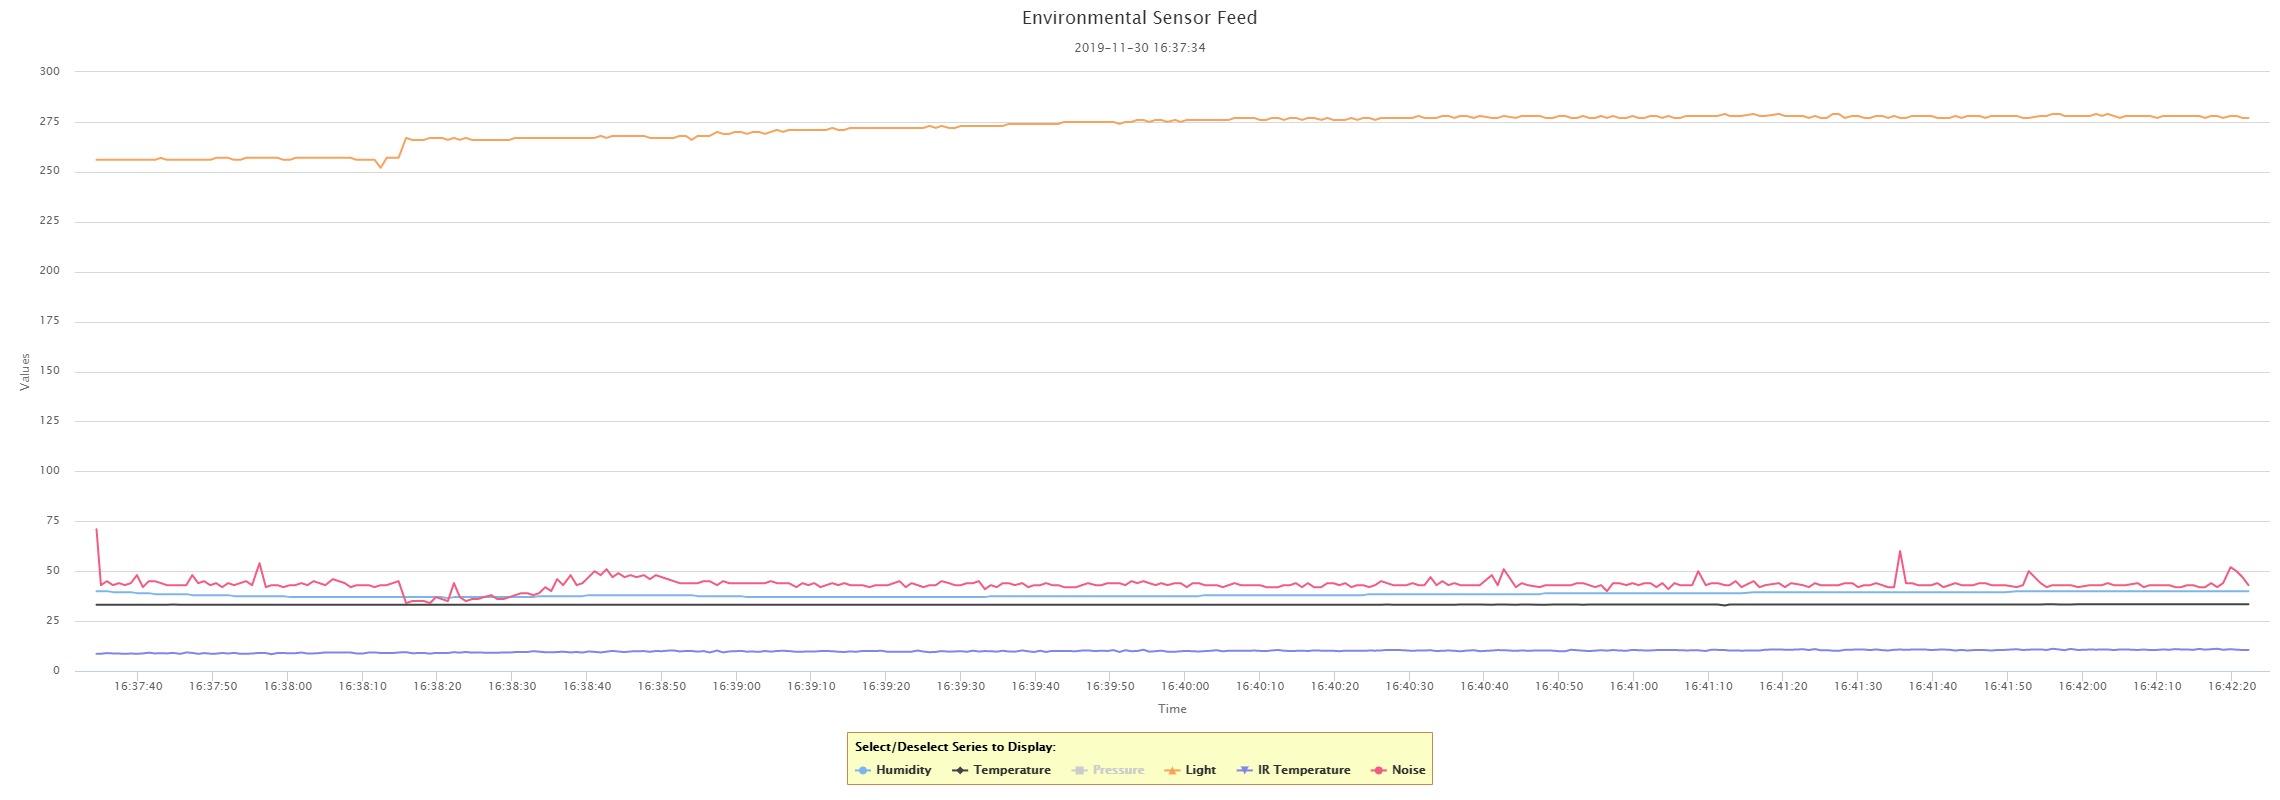 Environmental Sensor Feed
2019-11-30 16:37:34
300
275
250
225
200
175
150
125
100
75
50
25
0
Values
16:37:40 16:37:50 16:38:00 16:38:10 16:38:20 16:38:30 16:38:40 16:38:50 16:39:00 16:39:10 16:39:20 16:39:30 16:39:40 16:39:50 16:40:00 16:40:10 16:40:20 16:40:30 16:40:40 16:40:50 16:41:00 16:41:10 16:41:20 16:41:30 16:41:40 16:41:50 16:42:00 16:42:10 16:42:20
Time
Select/Deselect Series to Display:
Humidity Temperature Pressure Light IR Temperature Noise